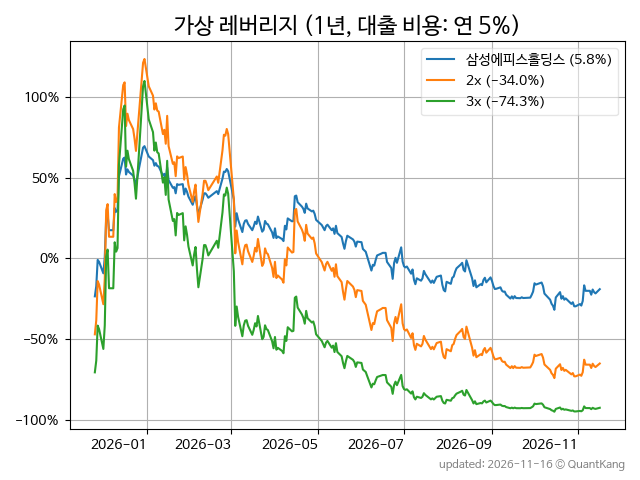 가상 레버리지 (1년, 대출 비용: 연 5%)
삼성에피스홀딩스 (5.8%)
2x (−34.0%)
3x (−74.3%)
100%
50%
0%
−50%
−100%
2026-01 2026-03 2026-05 2026-07 2026-09 2026-11
updated: 2026-11-16 © QuantKang